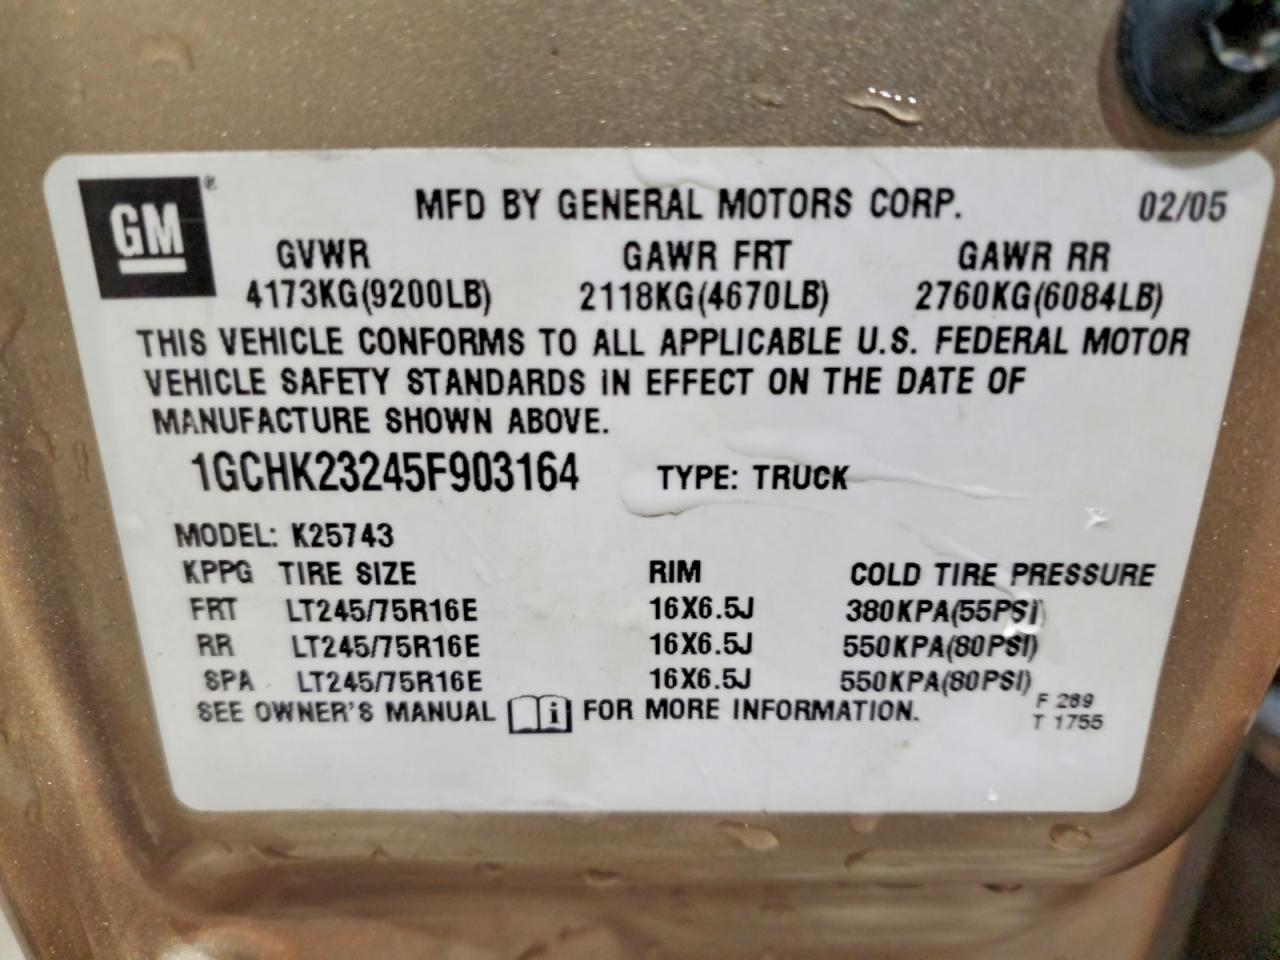 GM®
MFD BY GENERAL MOTORS CORP. 02/05
GVWR GAWR FRT GAWR RR
4173KG(9200LB) 2118KG(4670LB) 2760KG(6084LB)
THIS VEHICLE CONFORMS TO ALL APPLICABLE U.S. FEDERAL MOTOR
VEHICLE SAFETY STANDARDS IN EFFECT ON THE DATE OF
MANUFACTURE SHOWN ABOVE.
1GCHK23245F903164 TYPE: TRUCK
MODEL: K25743
KPPG TIRE SIZE RIM COLD TIRE PRESSURE
FRT LT245/75R16E 16X6.5J 380KPA(55PSI)
RR LT245/75R16E 16X6.5J 550KPA(80PSI)
SPA LT245/75R16E 16X6.5J 550KPA(80PSI)
SEE OWNER'S MANUAL i FOR MORE INFORMATION.
F 289
T 1755